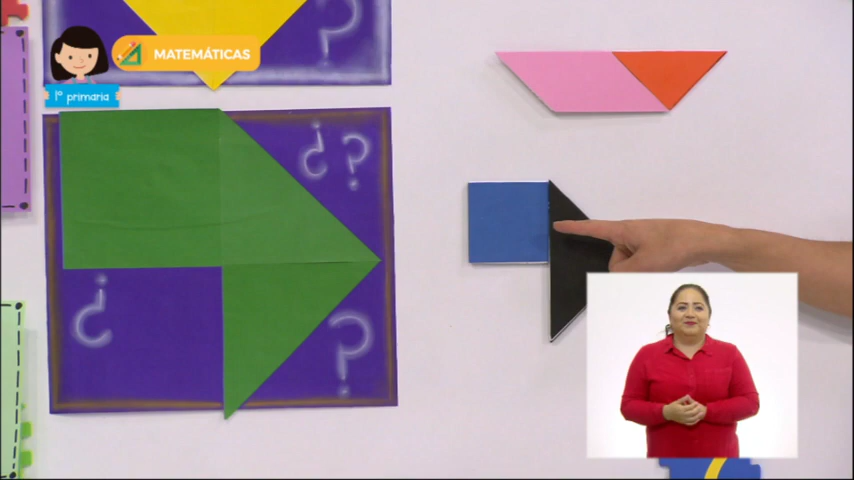 MATEMÁTICAS
1° primaria
?
¿ ?
¿
?